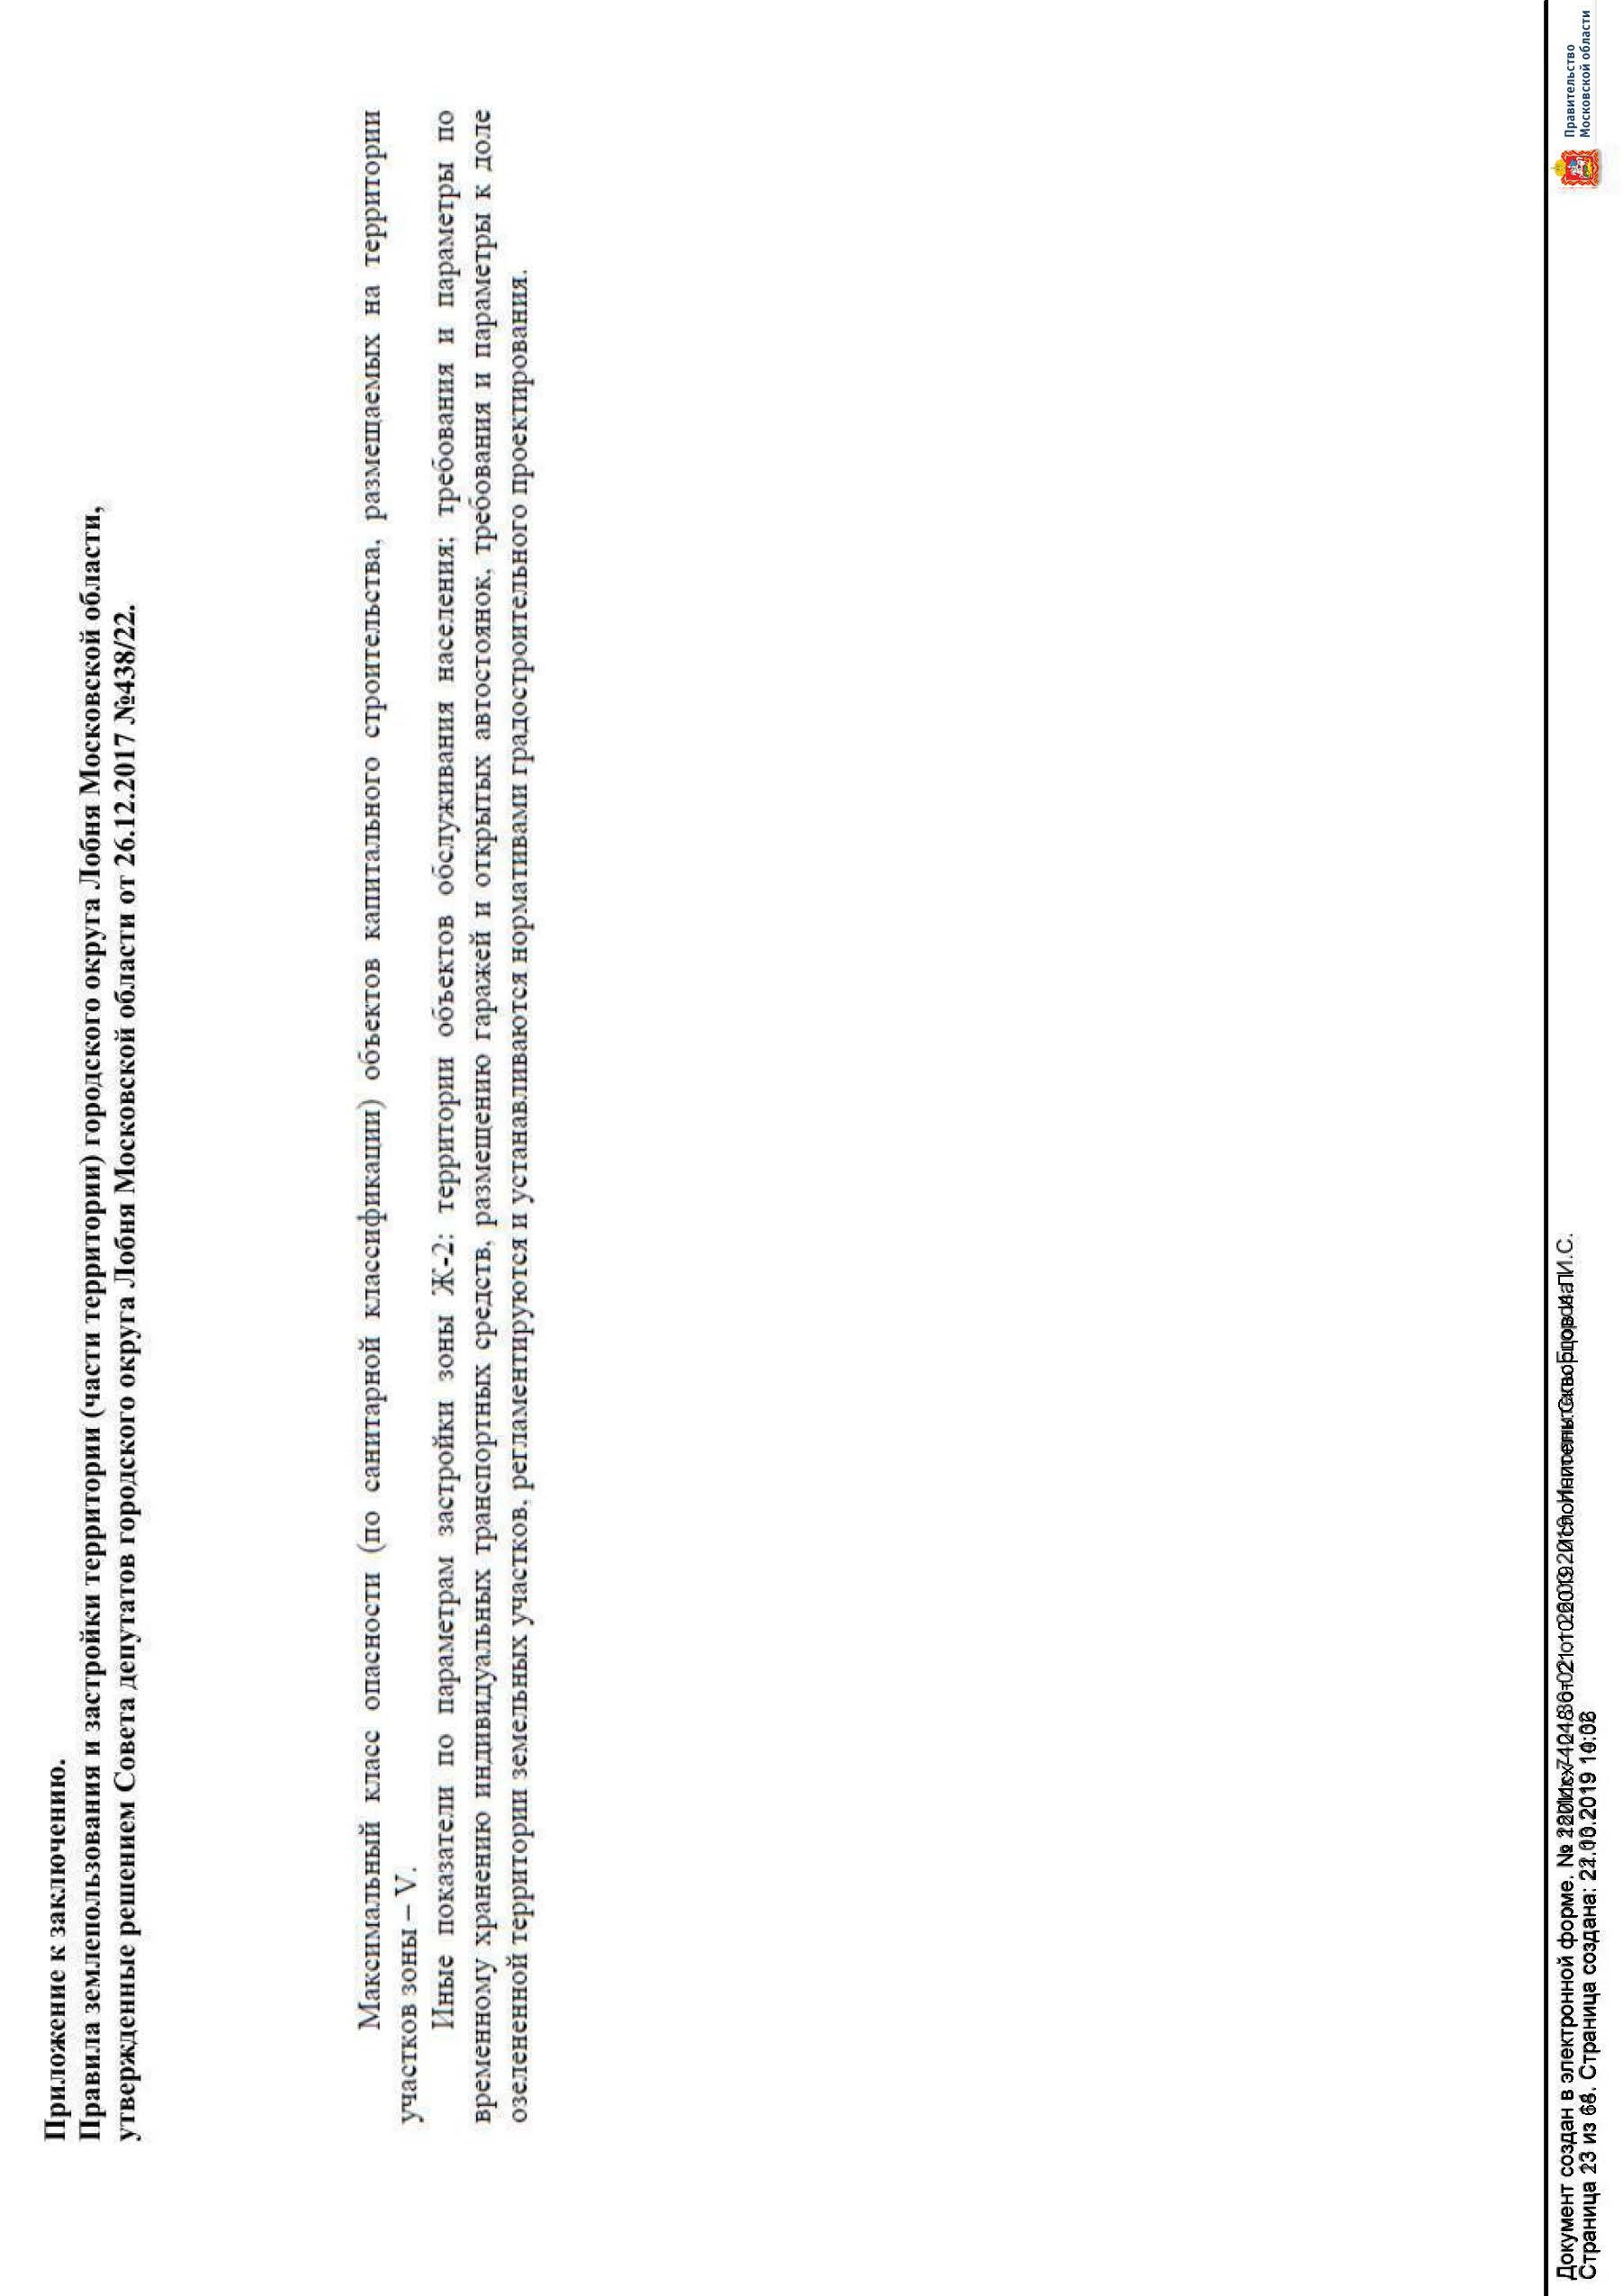 Приложение к заключению.
Правила землепользования и застройки территории (части территории) городского округа Лобня Московской области,
утвержденные решением Совета депутатов городского округа Лобня Московской области от 26.12.2017 №438/22.
Максимальный класс опасности (по санитарной классификации) объектов капитального строительства, размещаемых на территории
участков зоны – V.
Иные показатели по параметрам застройки зоны Ж-2: территории объектов обслуживания населения; требования и параметры по
временному хранению индивидуальных транспортных средств, размещению гаражей и открытых автостоянок, требования и параметры к доле
озелененной территории земельных участков, регламентируются и устанавливаются нормативами градостроительного проектирования.
Документ создан в электронной форме. №
Страница из Страница создана:
Правительство
Московской области